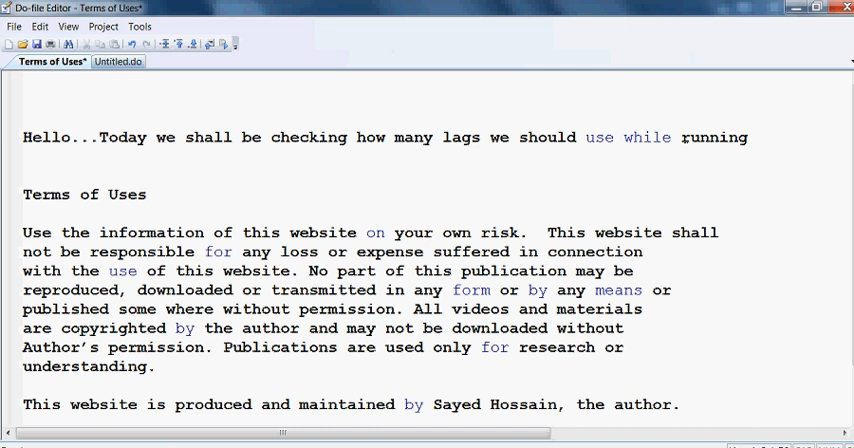 Do-file Editor - Terms of Uses*
File Edit View Project Tools
Terms of Uses* Untitled.do
Hello...Today we shall be checking how many lags we should use while running
Terms of Uses
Use the information of this website on your own risk. This website shall
not be responsible for any loss or expense suffered in connection
with the use of this website. No part of this publication may be
reproduced, downloaded or transmitted in any form or by any means or
published some where without permission. All videos and materials
are copyrighted by the author and may not be downloaded without
Author's permission. Publications are used only for research or
understanding.
This website is produced and maintained by Sayed Hossain, the author.